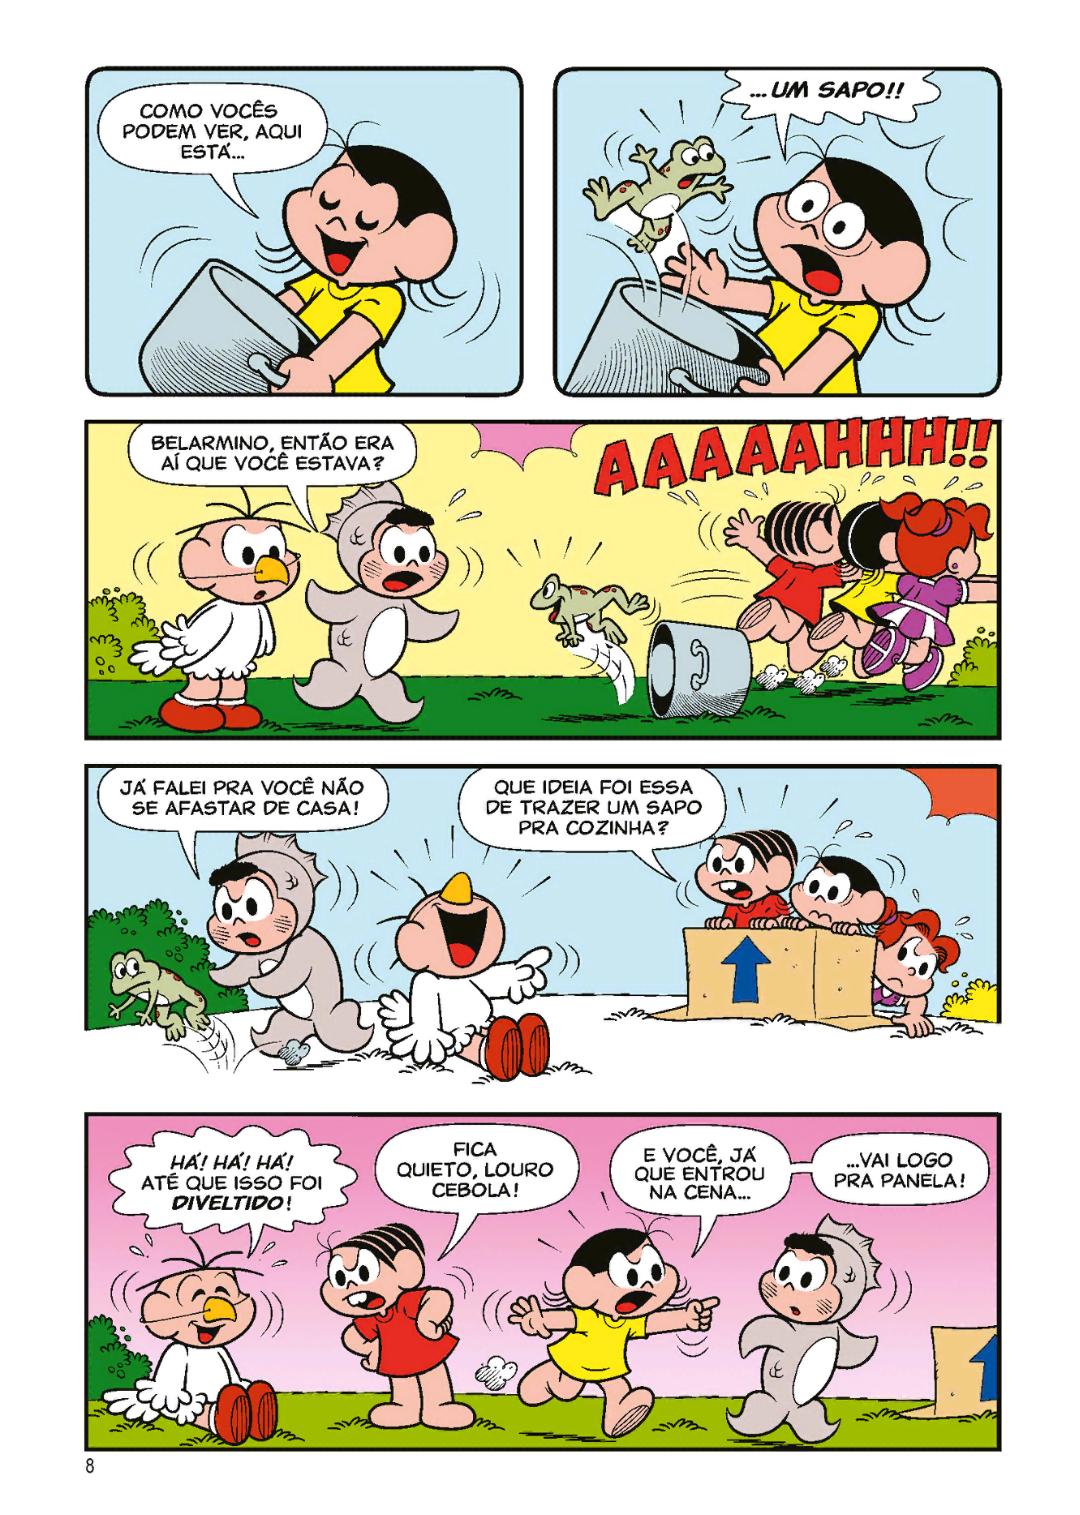 COMO VOCÊS
PODEM VER, AQUI
ESTÁ...
...UM SAPO!!
BELARMINO, ENTÃO ERA
AÍ QUE VOCÊ ESTAVA?
AAAAAHHH!!
JÁ FALEI PRA VOCÊ NÃO
SE AFASTAR DE CASA!
QUE IDEIA FOI ESSA
DE TRAZER UM SAPO
PRA COZINHA?
HÁ! HÁ! HÁ!
ATÉ QUE ISSO FOI
DIVELTIDO!
FICA
QUIETO, LOURO
CEBOLA!
E VOCÊ, JÁ
QUE ENTROU
NA CENA...
...VAI LOGO
PRA PANELA!
8